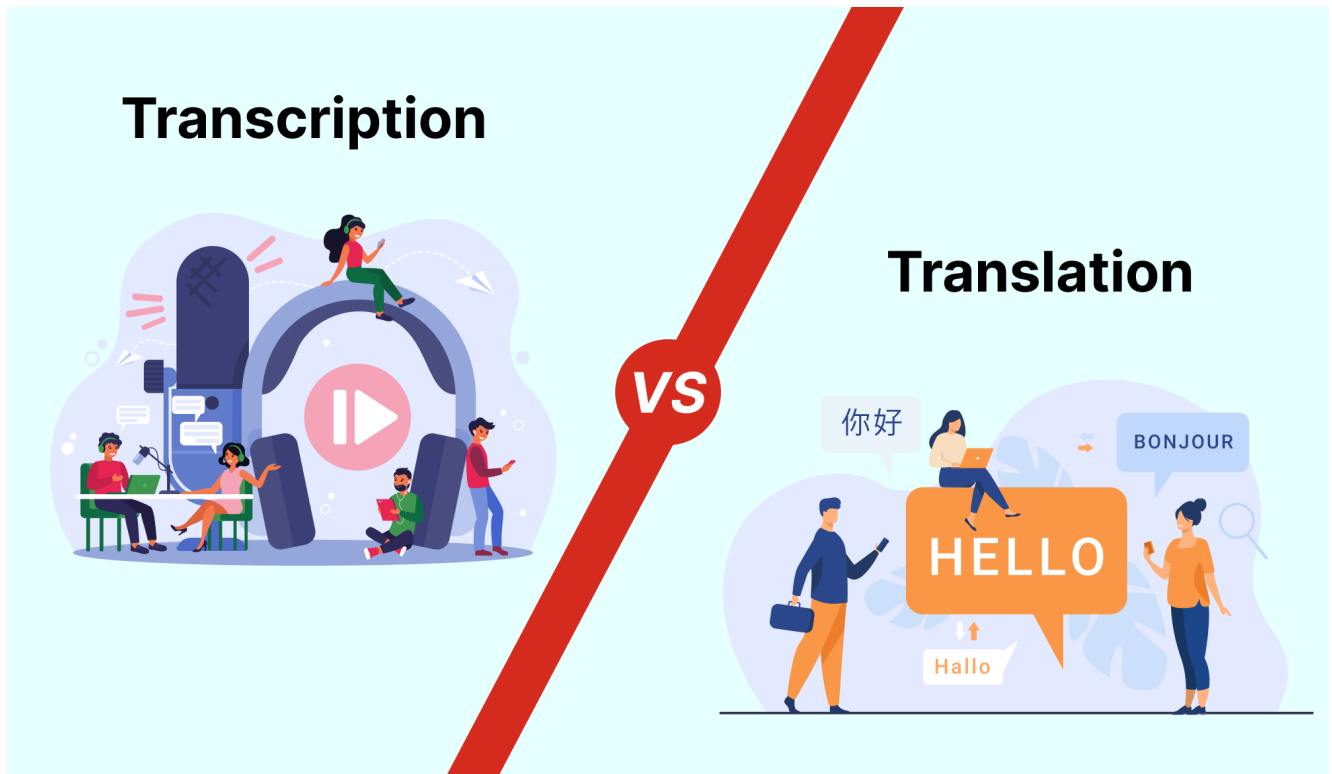 Transcription
VS
Translation
你好
BONJOUR
HELLO
Hallo